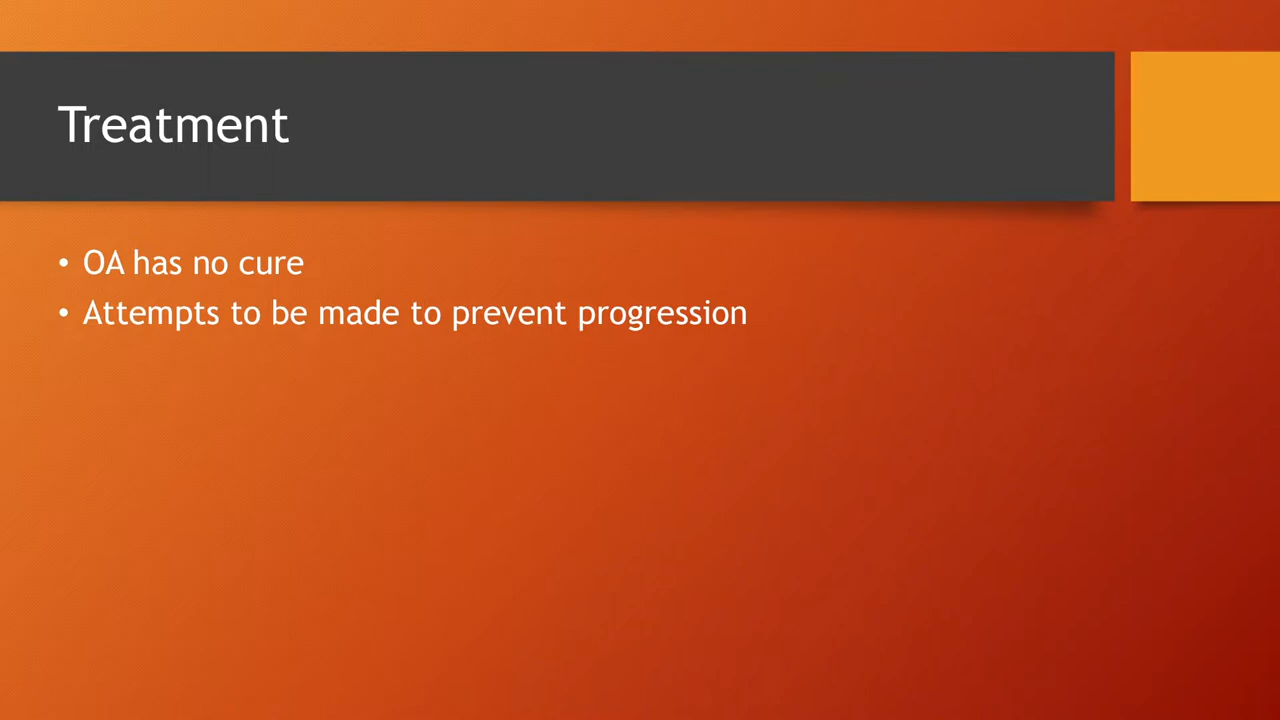 Treatment
• OA has no cure
• Attempts to be made to prevent progression